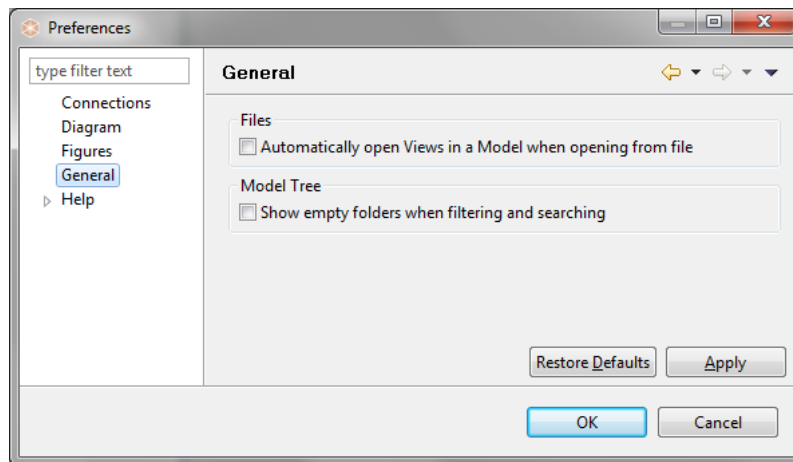 Preferences
type filter text
Connections
Diagram
Figures
General
Help
General
Files
Automatically open Views in a Model when opening from file
Model Tree
Show empty folders when filtering and searching
Restore Defaults
Apply
OK
Cancel